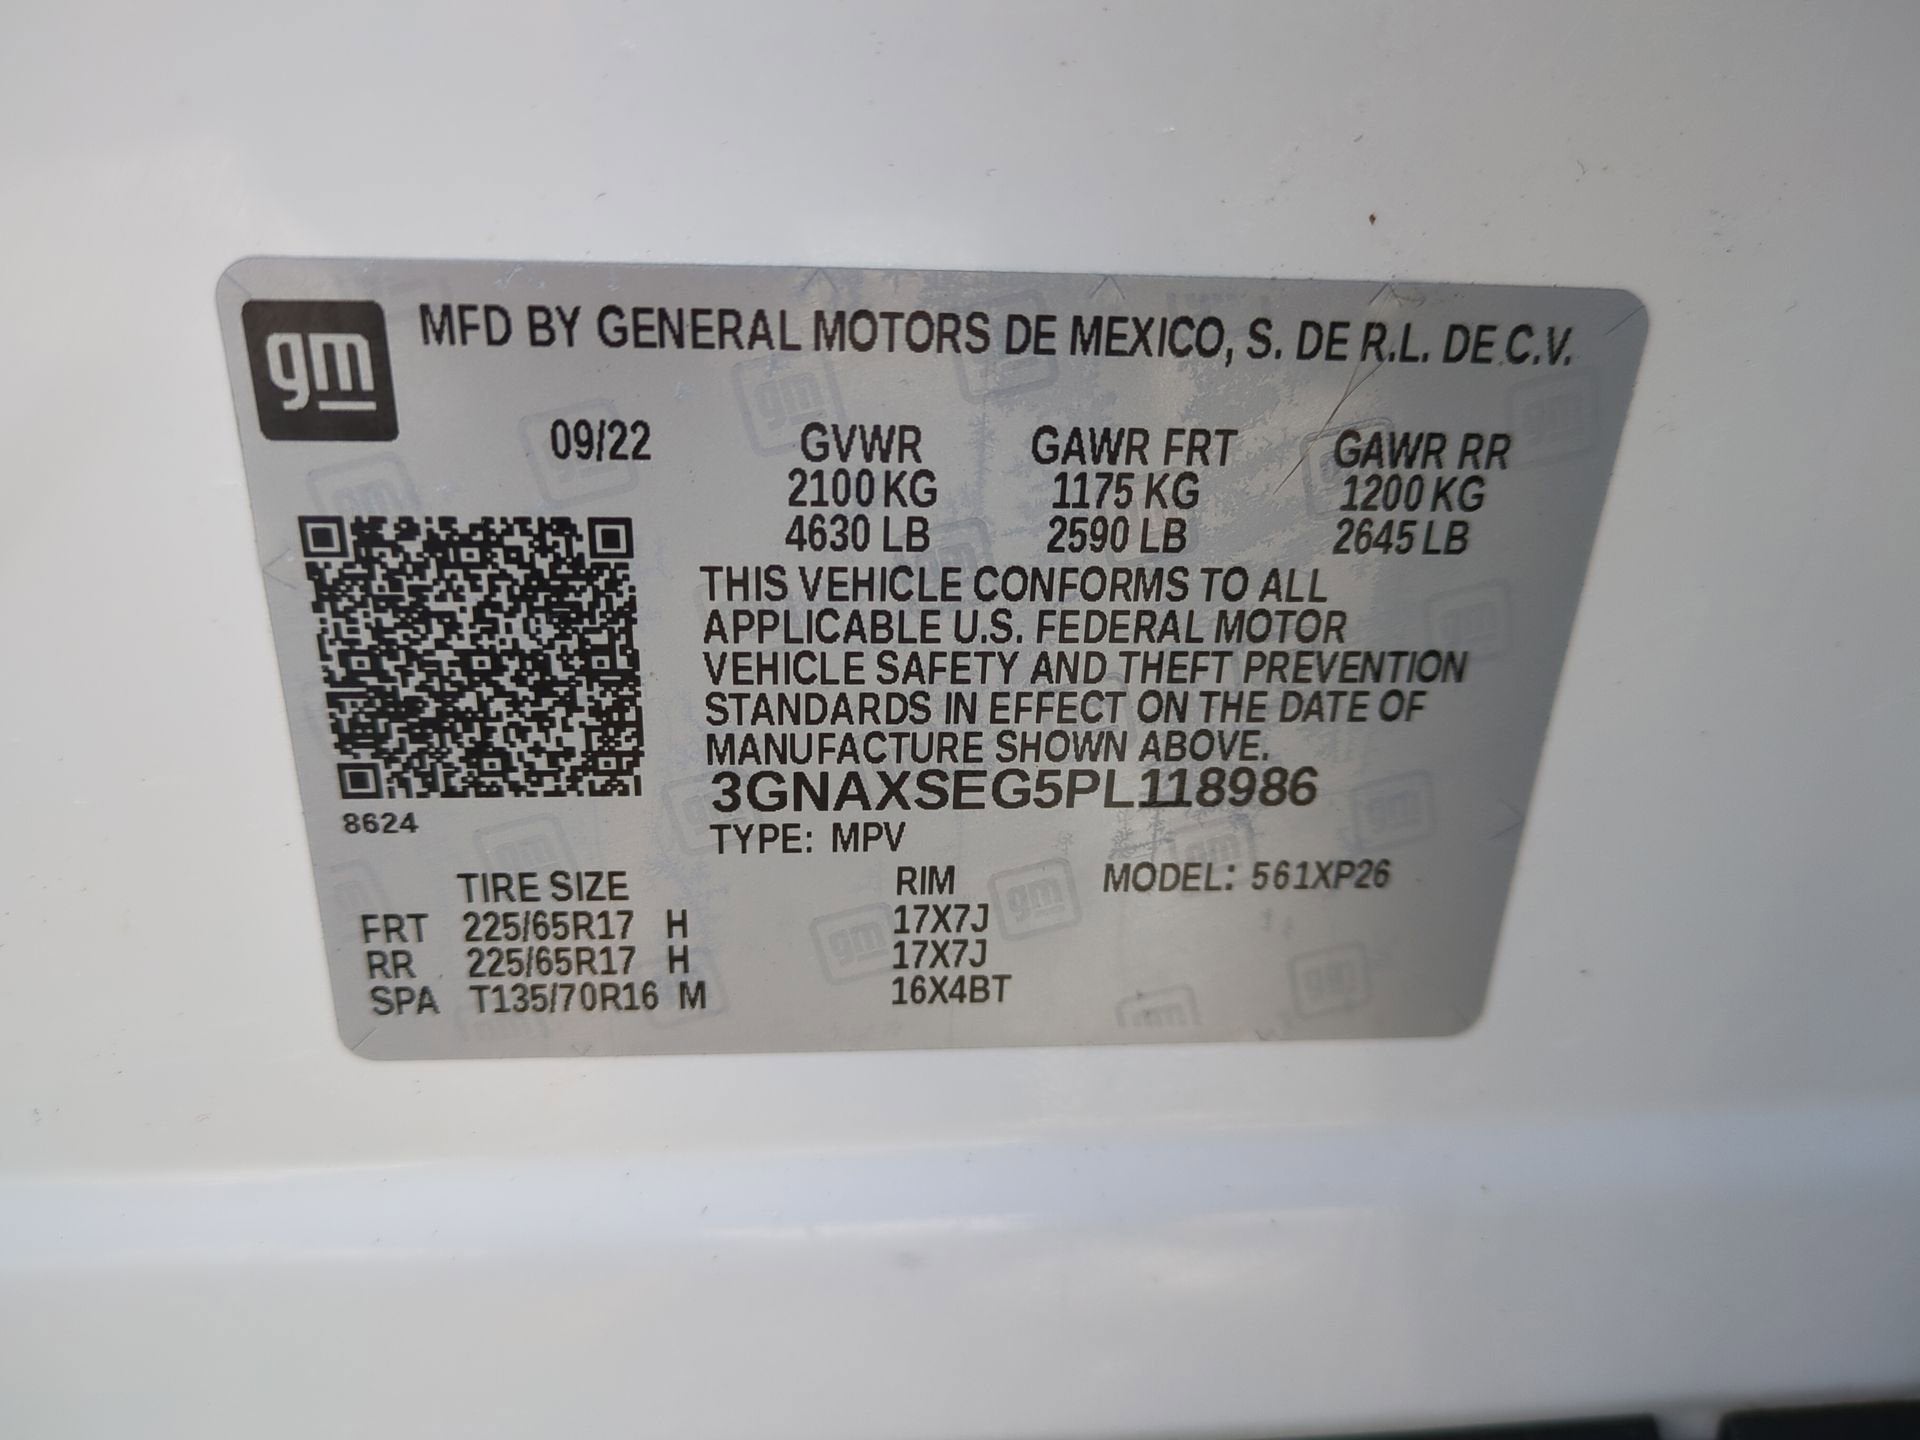 gm MFD BY GENERAL MOTORS DE MEXICO, S. DE R.L. DE C.V.
09/22 GVWR GAWR FRT GAWR RR
2100 KG 1175 KG 1200 KG
4630 LB 2590 LB 2645 LB
THIS VEHICLE CONFORMS TO ALL
APPLICABLE U.S. FEDERAL MOTOR
VEHICLE SAFETY AND THEFT PREVENTION
STANDARDS IN EFFECT ON THE DATE OF
MANUFACTURE SHOWN ABOVE.
3GNAXSEG5PL118986
8624
TYPE: MPV
TIRE SIZE RIM MODEL: 561XP26
FRT 225/65R17 H 17X7J
RR 225/65R17 H 17X7J
SPA T135/70R16 M 16X4BT